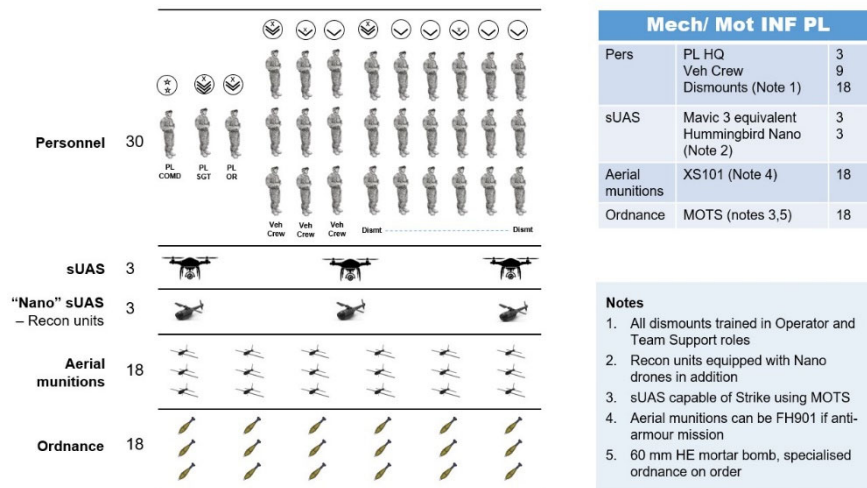 Personnel 30
PL COMD
PL SGT
PL OR
Veh Crew
Veh Crew
Veh Crew
Dismt
Dismt
sUAS 3
“Nano” sUAS 3
– Recon units
Aerial munitions 18
Ordnance 18
Mech/ Mot INF PL
Pers PL HQ 3
Veh Crew 9
Dismounts (Note 1) 18
sUAS Mavic 3 equivalent 3
Hummingbird Nano 3
(Note 2)
Aerial munitions XS101 (Note 4) 18
Ordnance MOTS (notes 3,5) 18
Notes
1. All dismounts trained in Operator and
Team Support roles
2. Recon units equipped with Nano
drones in addition
3. sUAS capable of Strike using MOTS
4. Aerial munitions can be FH901 if anti-
armour mission
5. 60 mm HE mortar bomb, specialised
ordnance on order